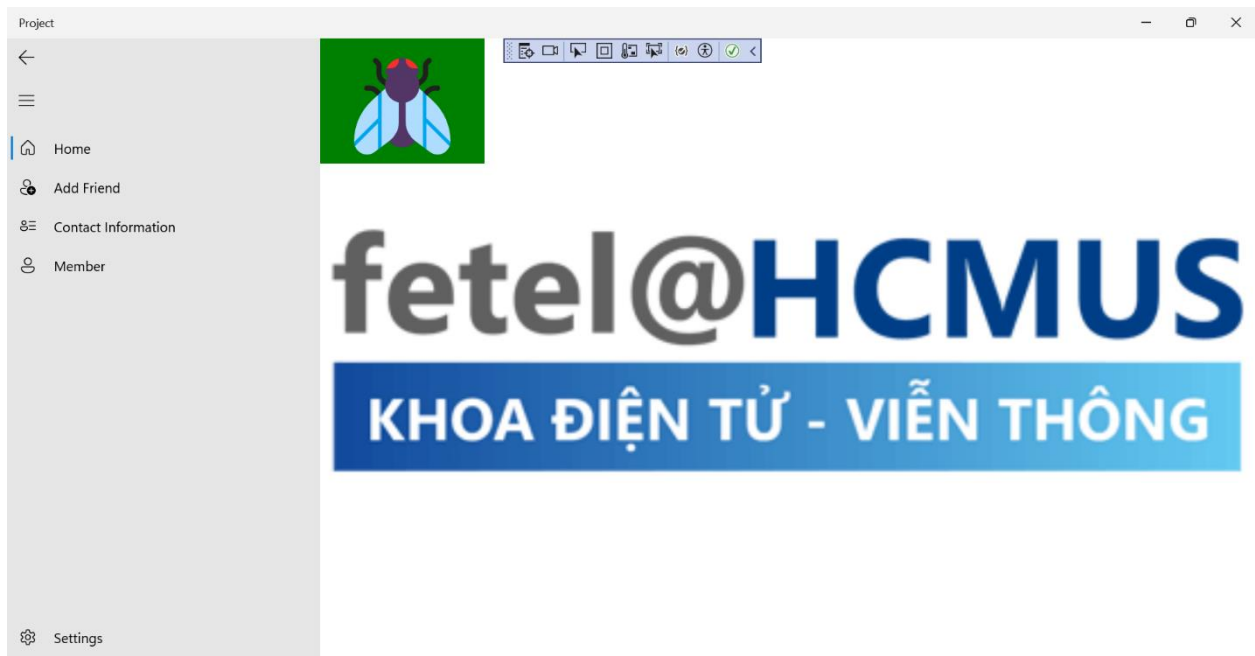 Project
Home
Add Friend
Contact Information
Member
Settings
fetel@HCMUS
KHOA ĐIỆN TỬ - VIỄN THÔNG